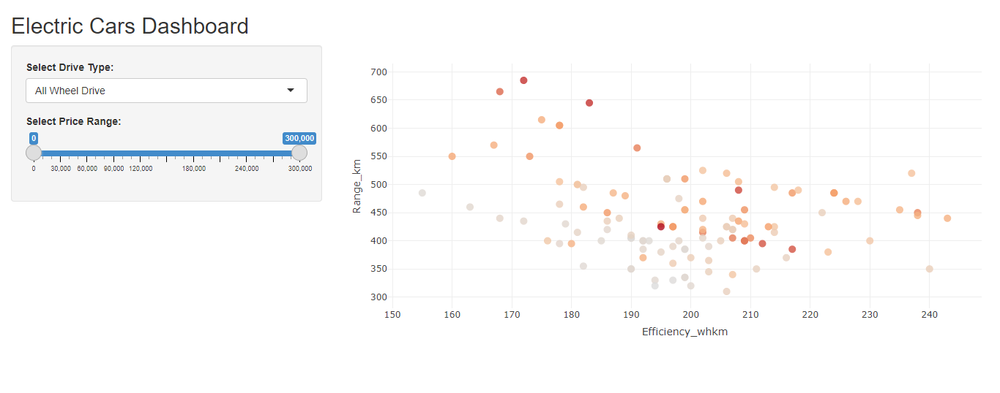 Electric Cars Dashboard
Select Drive Type:
All Wheel Drive
Select Price Range:
0 300,000
0 30,000 60,000 90,000 120,000 180,000 240,000 300,000
700
650
600
550
500
450
400
350
300
Range_km
150 160 170 180 190 200 210 220 230 240
Efficiency_whkm